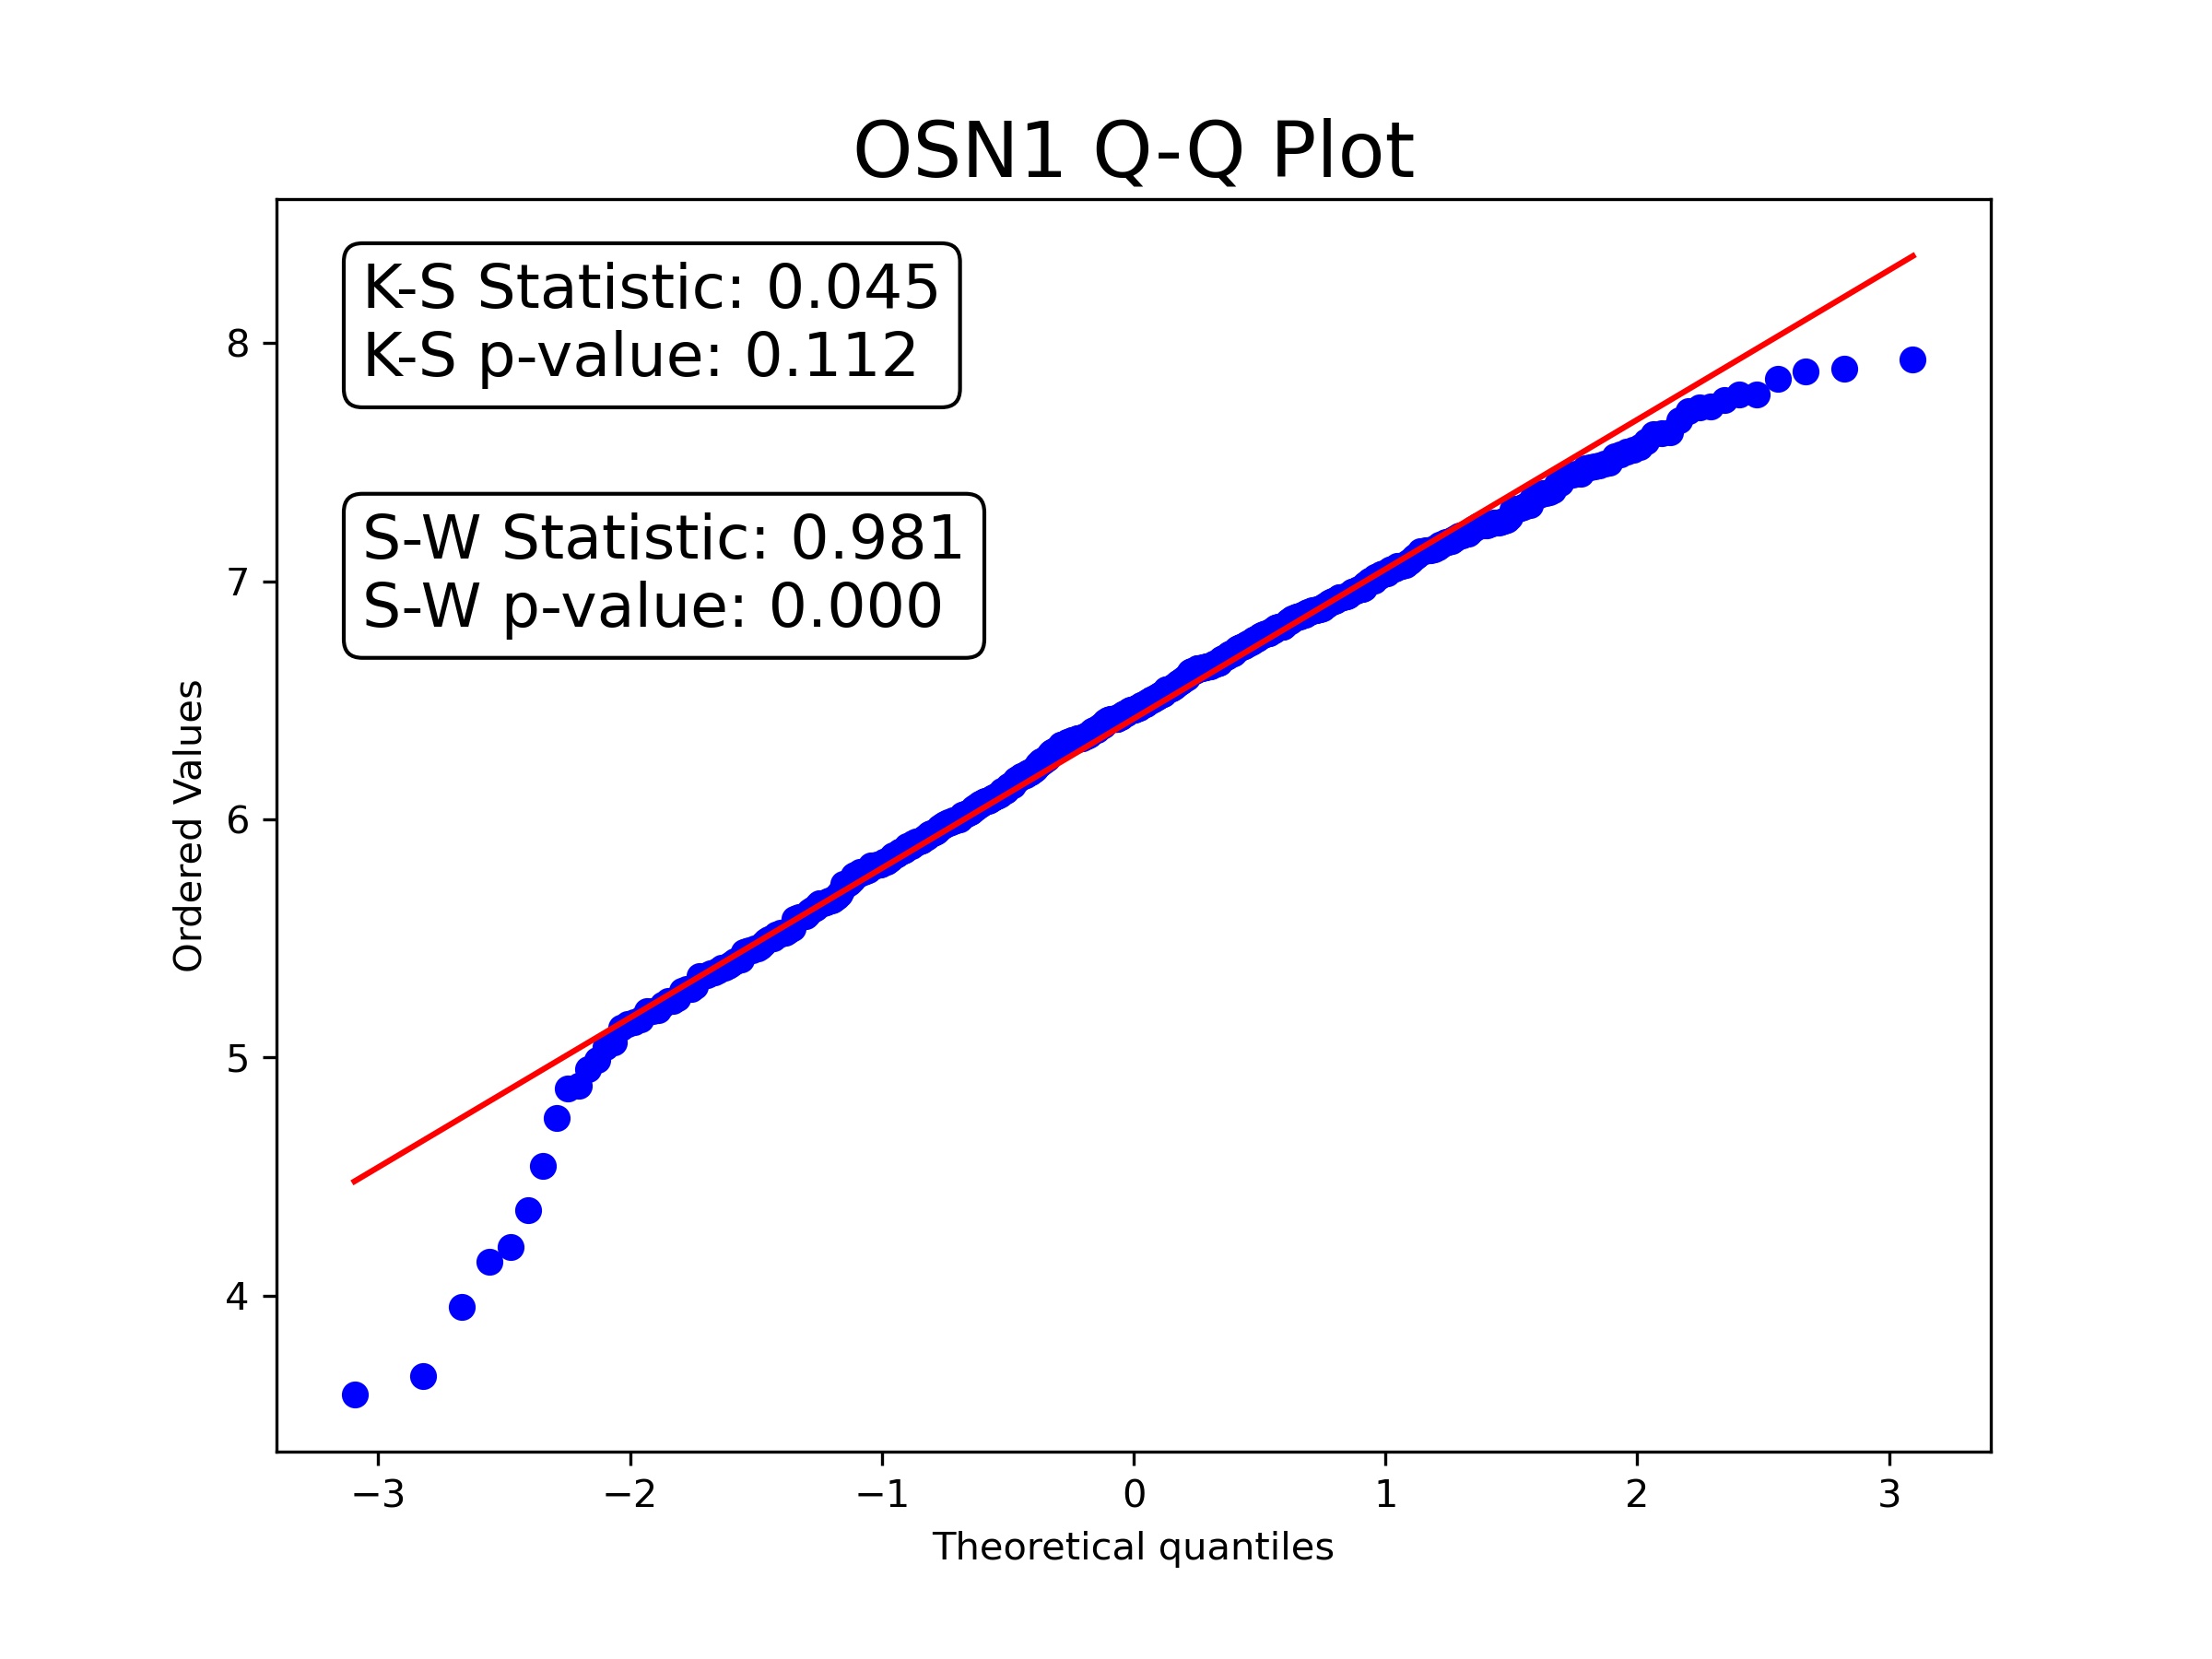 OSN1 Q-Q Plot
K-S Statistic: 0.045
K-S p-value: 0.112
S-W Statistic: 0.981
S-W p-value: 0.000
Ordered Values
8
7
6
5
4
−3 −2 −1 0 1 2 3
Theoretical quantiles